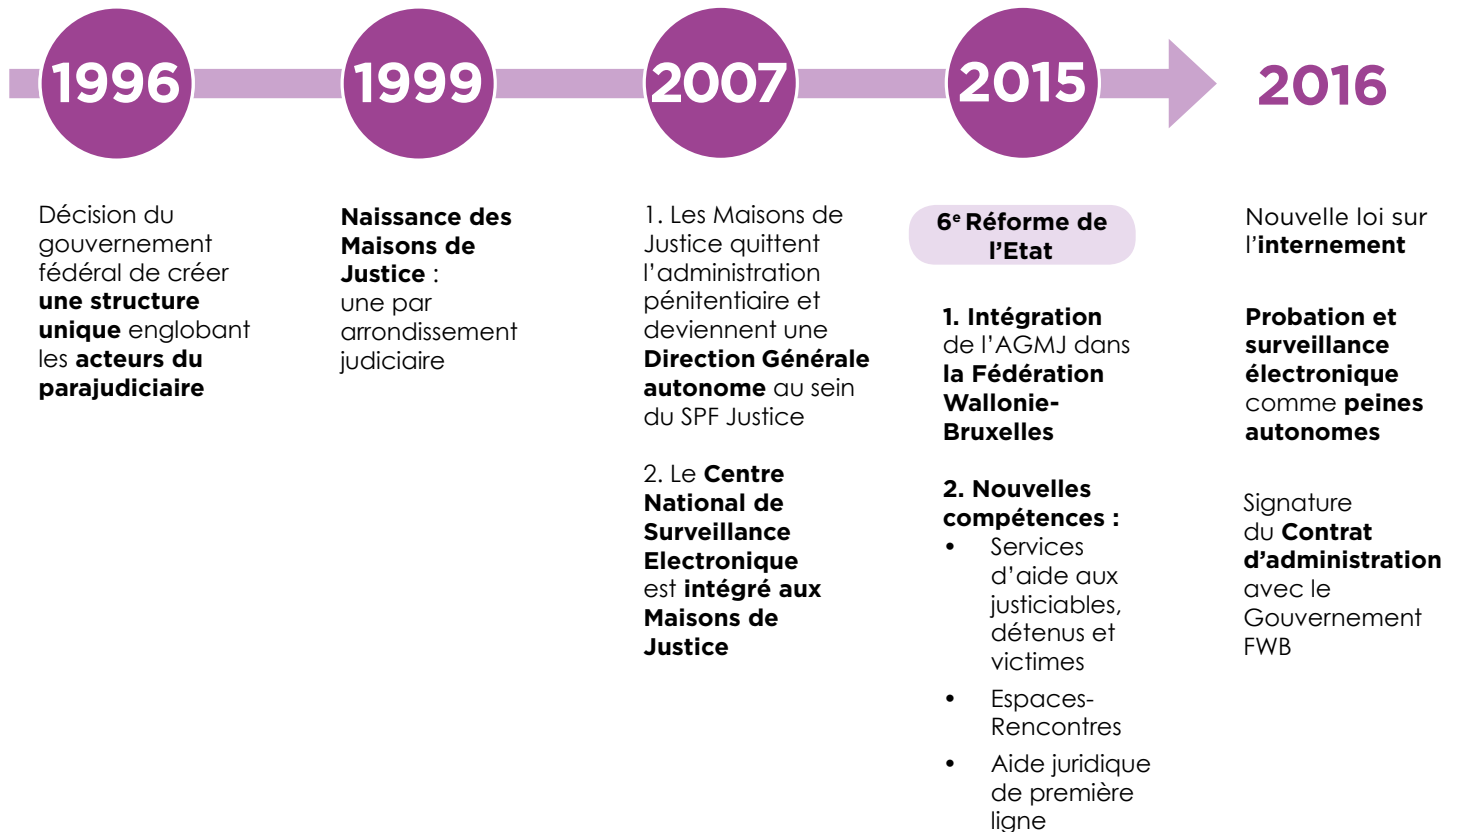 1996
1999
2007
2015
2016
Décision du
gouvernement
fédéral de créer
une structure
unique englobant
les acteurs du
parajudiciaire
Naissance des
Maisons de
Justice :
une par
arrondissement
judiciaire
1. Les Maisons de
Justice quittent
l’administration
pénitentiaire et
deviennent une
Direction Générale
autonome au sein
du SPF Justice
2. Le Centre
National de
Surveillance
Electronique
est intégré aux
Maisons de
Justice
6e Réforme de
l’Etat
1. Intégration
de l’AGMJ dans
la Fédération
Wallonie-
Bruxelles
2. Nouvelles
compétences :
• Services
d’aide aux
justiciables,
détenus et
victimes
• Espaces-
Rencontres
• Aide juridique
de première
ligne
Nouvelle loi sur
l’internement
Probation et
surveillance
électronique
comme peines
autonomes
Signature
du Contrat
d’administration
avec le
Gouvernement
FWB